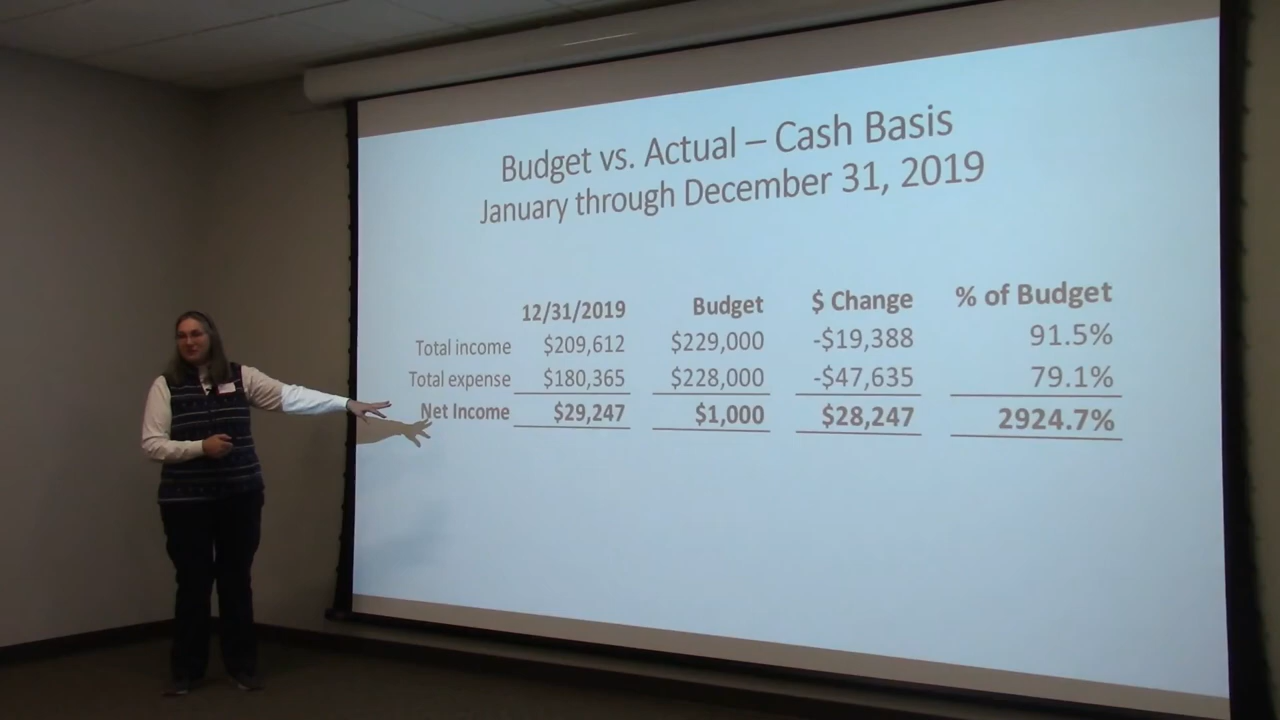 Budget vs. Actual – Cash Basis
January through December 31, 2019
12/31/2019 Budget $ Change % of Budget
Total income $209,612 $229,000 -$19,388 91.5%
Total expense $180,365 $228,000 -$47,635 79.1%
Net Income $29,247 $1,000 $28,247 2924.7%